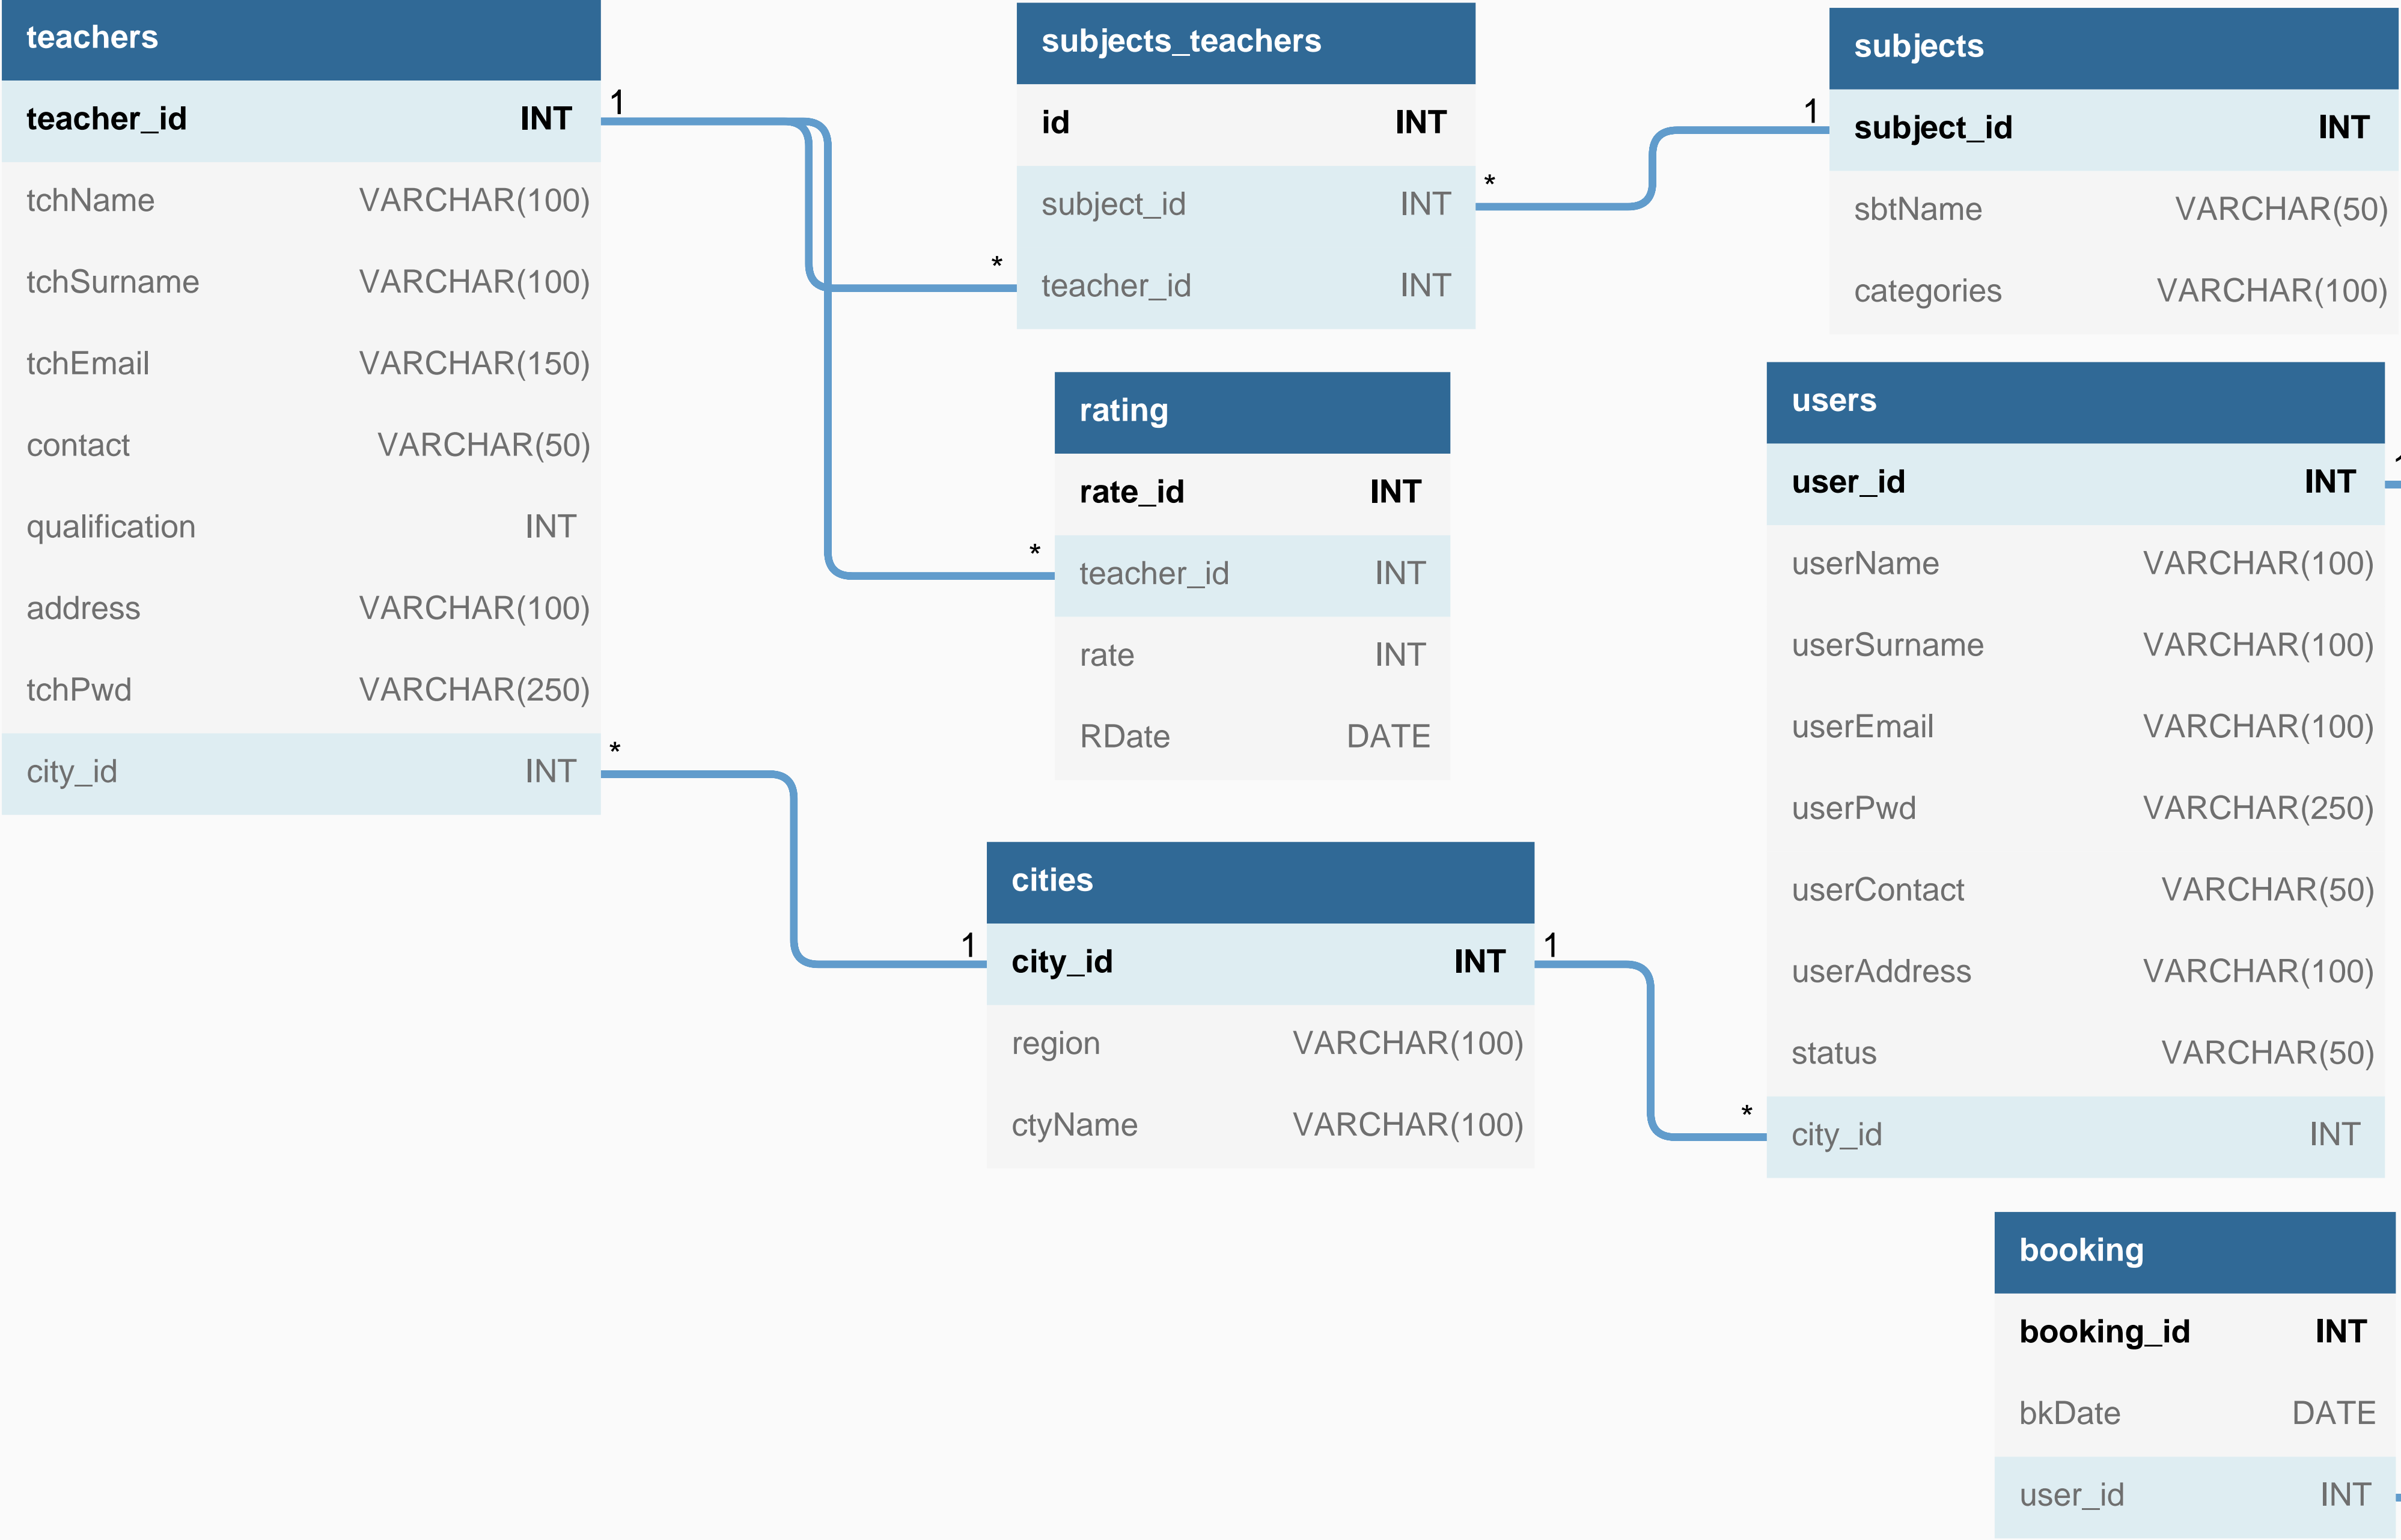 teachers
teacher_id INT
tchName VARCHAR(100)
tchSurname VARCHAR(100)
tchEmail VARCHAR(150)
contact VARCHAR(50)
qualification INT
address VARCHAR(100)
tchPwd VARCHAR(250)
city_id INT
1
*
subjects_teachers
id INT
subject_id INT
teacher_id INT
*
*
subjects
subject_id INT
sbtName VARCHAR(50)
categories VARCHAR(100)
1
rating
rate_id INT
teacher_id INT
rate INT
RDate DATE
*
users
user_id INT
userName VARCHAR(100)
userSurname VARCHAR(100)
userEmail VARCHAR(100)
userPwd VARCHAR(250)
userContact VARCHAR(50)
userAddress VARCHAR(100)
status VARCHAR(50)
city_id INT
*
cities
city_id INT
region VARCHAR(100)
ctyName VARCHAR(100)
1
1
booking
booking_id INT
bkDate DATE
user_id INT